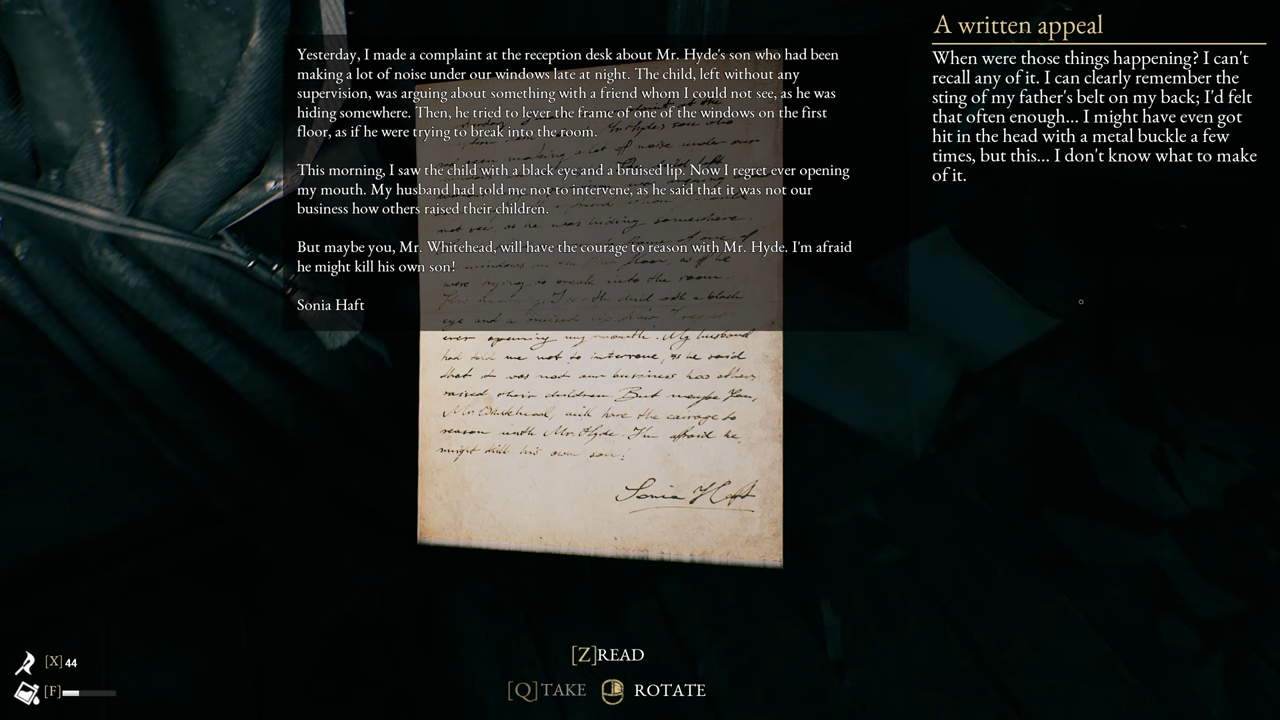 A written appeal
When were those things happening? I can't
recall any of it. I can clearly remember the
sting of my father's belt on my back; I'd felt
that often enough... I might have even got
hit in the head with a metal buckle a few
times, but this... I don't know what to make
of it.
Yesterday, I made a complaint at the reception desk about Mr. Hyde's son who had been
making a lot of noise under our windows late at night. The child, left without any
supervision, was arguing about something with a friend whom I could not see, as he was
hiding somewhere. Then, he tried to lever the frame of one of the windows on the first
floor, as if he were trying to break into the room.
This morning, I saw the child with a black eye and a bruised lip. Now I regret ever opening
my mouth. My husband had told me not to intervene, as he said that it was not our
business how others raised their children.
But maybe you, Mr. Whitehead, will have the courage to reason with Mr. Hyde. I'm afraid
he might kill his own son!
Sonia Haft
ever opening my mouth. My husband
had told me not to intervene, as he said
that it was not our business how others
raised their children. But maybe You,
Mr. Whitehead, will have the courage to
reason with Mr. Hyde. I'm afraid he
might kill his own son!
Sonia Haft
[X] 44
[F]
[Z]READ
[Q]TAKE ROTATE